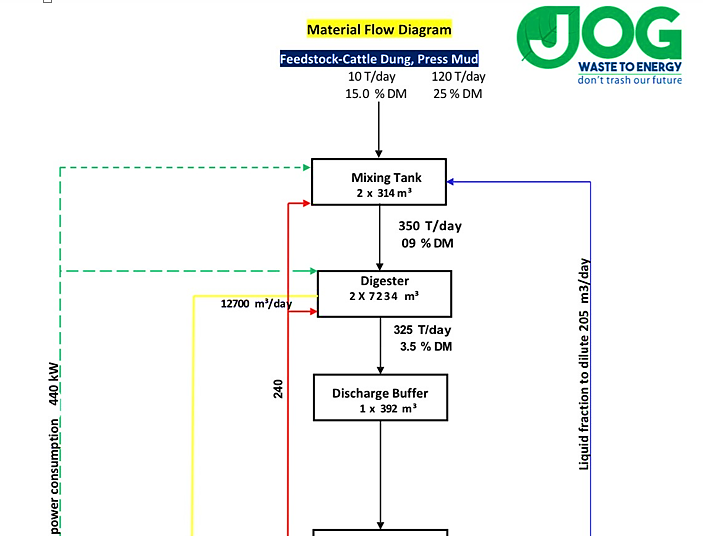 Material Flow Diagram
JOG
WASTE TO ENERGY
don't trash our future
Feedstock-Cattle Dung, Press Mud
10 T/day 120 T/day
15.0 % DM 25 % DM
Mixing Tank
2 x 314 m³
350 T/day
09 % DM
Digester
2 X 7234 m³
12700 m³/day
325 T/day
3.5 % DM
240
Discharge Buffer
1 x 392 m³
power consumption 440 kW
Liquid fraction to dilute 205 m3/day